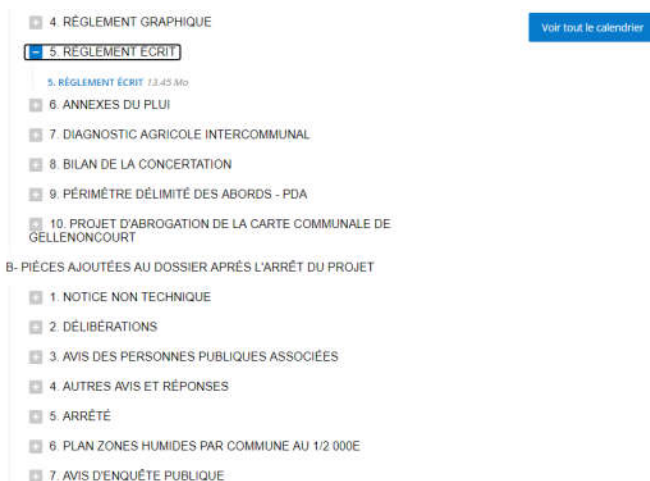 4. RÈGLEMENT GRAPHIQUE
Voir tout le calendrier
5. RÈGLEMENT ÉCRIT
5. RÈGLEMENT ÉCRIT 13.45 Mo
6. ANNEXES DU PLUI
7. DIAGNOSTIC AGRICOLE INTERCOMMUNAL
8. BILAN DE LA CONCERTATION
9. PÉRIMÈTRE DÉLIMITÉ DES ABORDS - PDA
10. PROJET D'ABROGATION DE LA CARTE COMMUNALE DE
GELLENONCOURT
B- PIÈCES AJOUTÉES AU DOSSIER APRÈS L'ARRÊT DU PROJET
1. NOTICE NON TECHNIQUE
2. DÉLIBÉRATIONS
3. AVIS DES PERSONNES PUBLIQUES ASSOCIÉES
4. AUTRES AVIS ET RÉPONSES
5. ARRÊTÉ
6. PLAN ZONES HUMIDES PAR COMMUNE AU 1/2 000E
7. AVIS D'ENQUÊTE PUBLIQUE